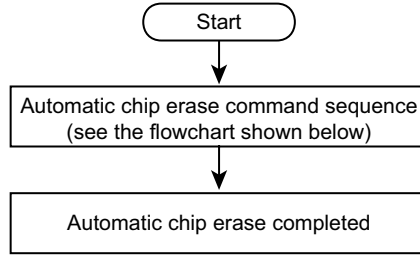 Start
Automatic chip erase command sequence
(see the flowchart shown below)
Automatic chip erase completed